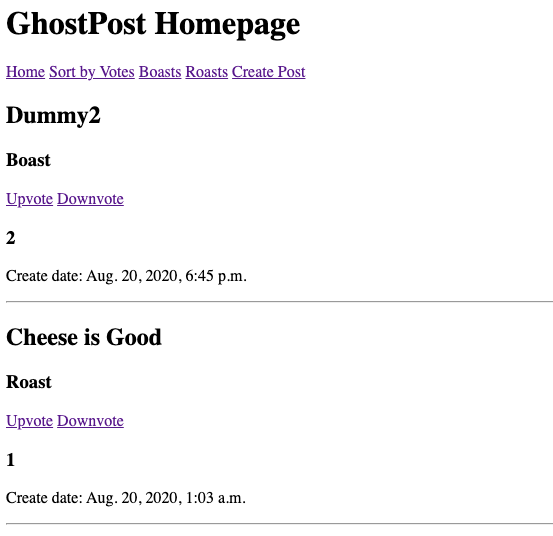 GhostPost Homepage
Home Sort by Votes Boasts Roasts Create Post
Dummy2
Boast
Upvote Downvote
2
Create date: Aug. 20, 2020, 6:45 p.m.
Cheese is Good
Roast
Upvote Downvote
1
Create date: Aug. 20, 2020, 1:03 a.m.